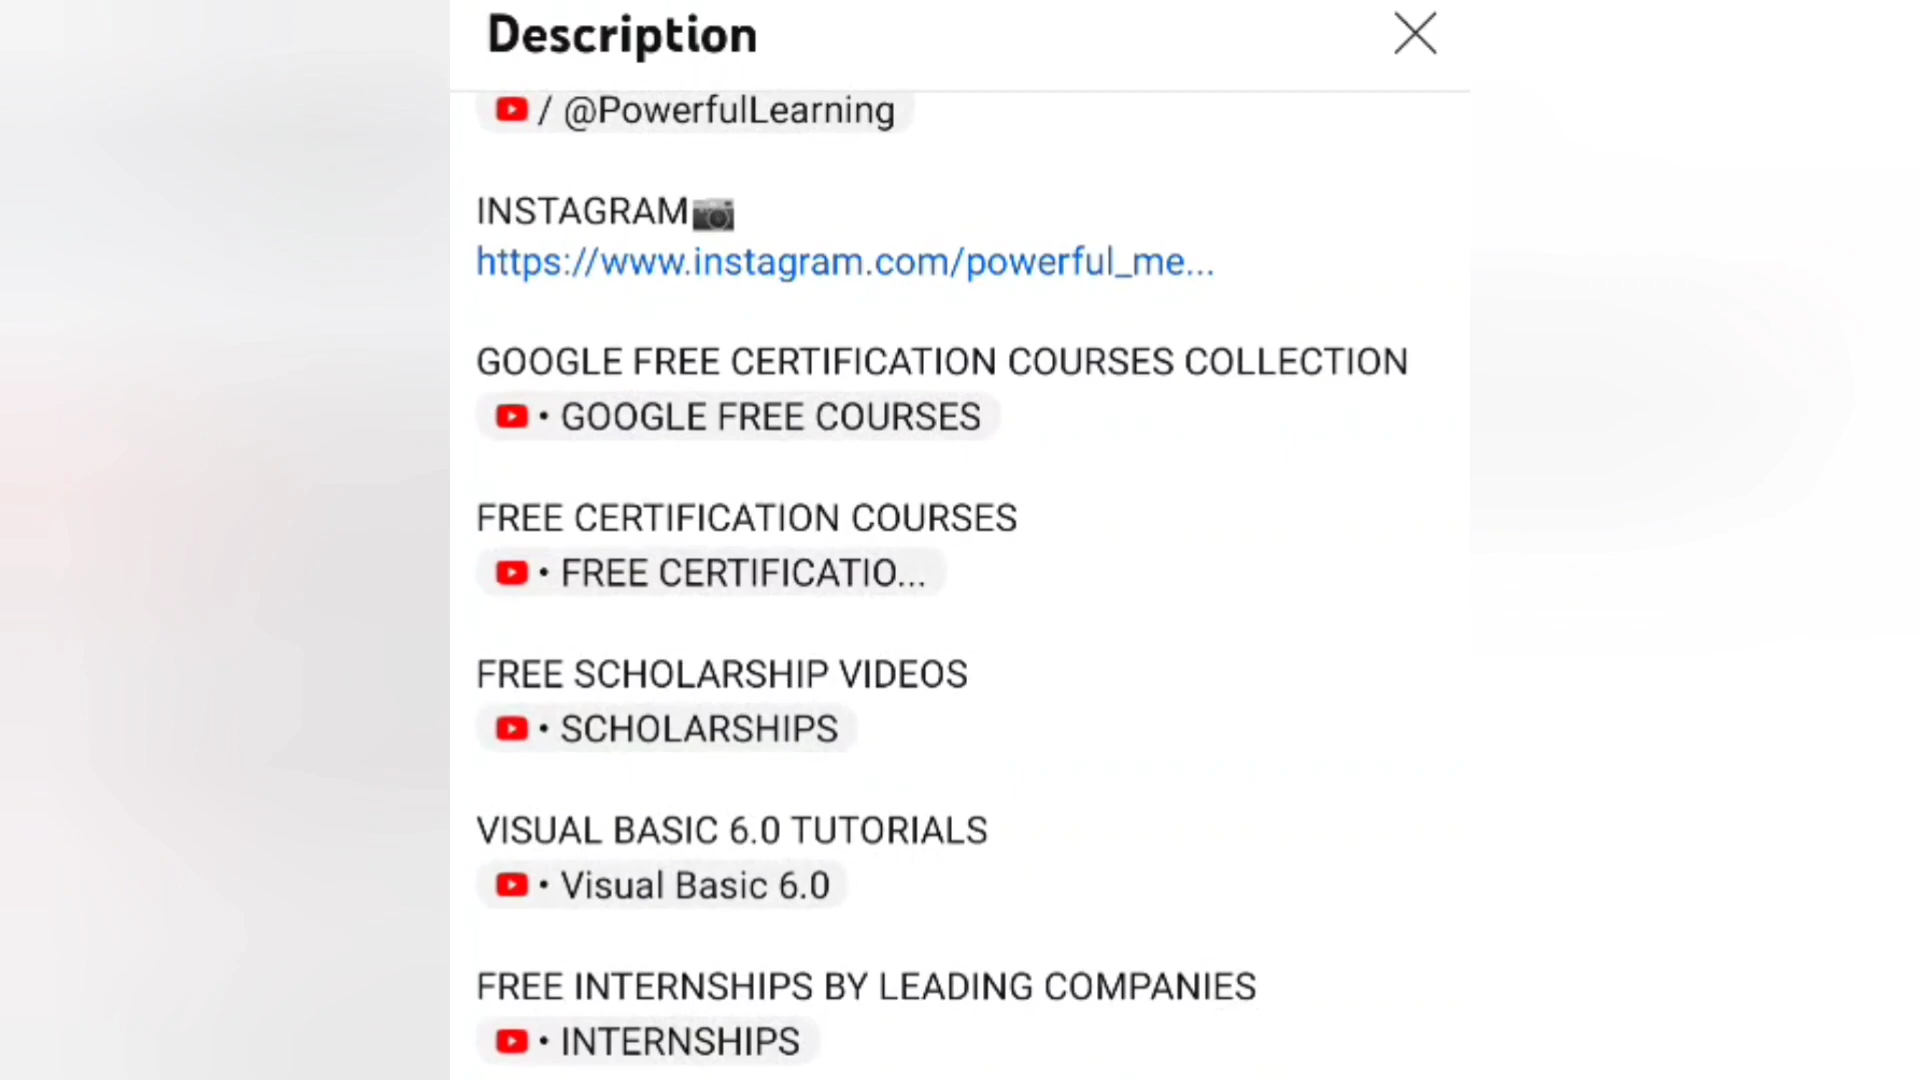 Description
/ @PowerfulLearning
INSTAGRAM📷
https://www.instagram.com/powerful_me...
GOOGLE FREE CERTIFICATION COURSES COLLECTION
• GOOGLE FREE COURSES
FREE CERTIFICATION COURSES
• FREE CERTIFICATIO...
FREE SCHOLARSHIP VIDEOS
• SCHOLARSHIPS
VISUAL BASIC 6.0 TUTORIALS
• Visual Basic 6.0
FREE INTERNSHIPS BY LEADING COMPANIES
• INTERNSHIPS